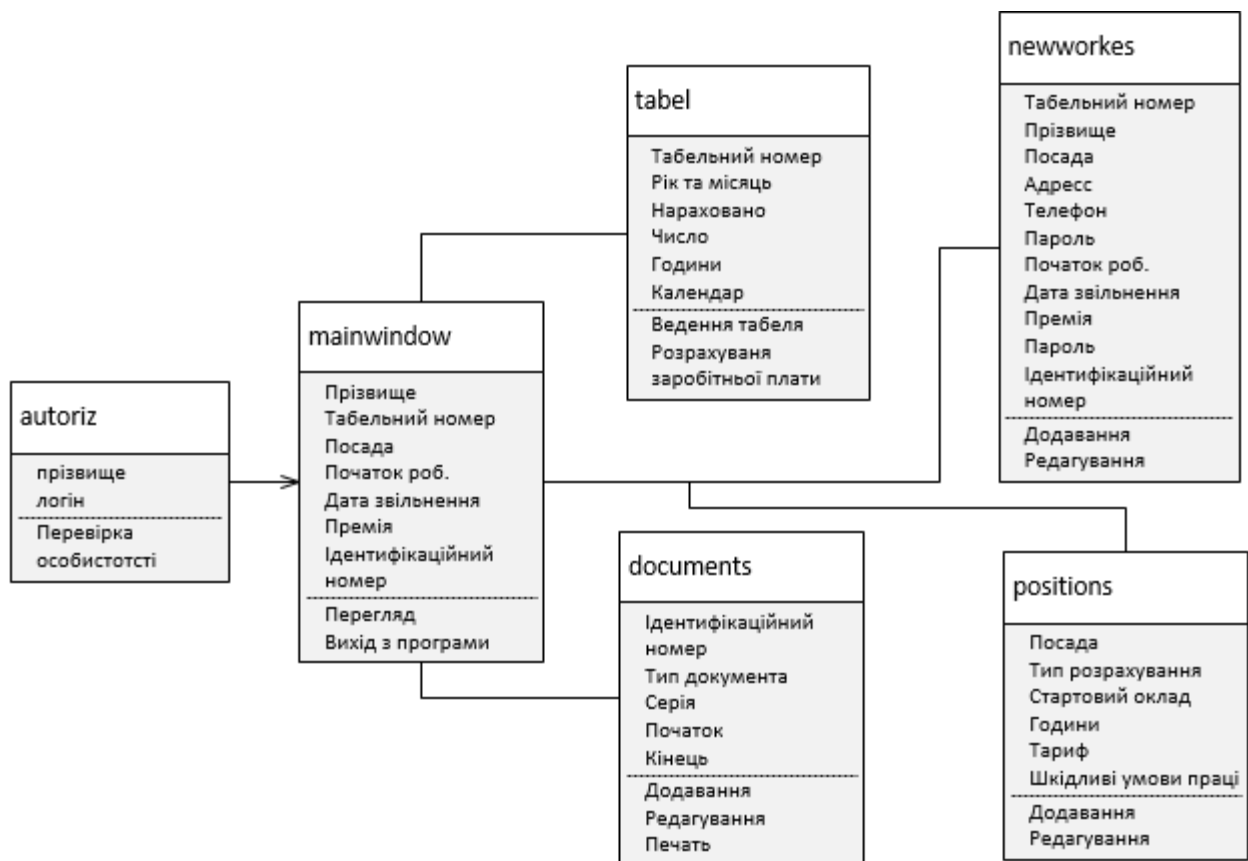 autoriz
прізвище
логін
Перевірка
особистотсті
mainwindow
Прізвище
Табельний номер
Посада
Початок роб.
Дата звільнення
Премія
Ідентифікаційний
номер
Перегляд
Вихід з програми
tabel
Табельний номер
Рік та місяць
Нараховано
Число
Години
Календар
Ведення табеля
Розрахуваня
заробітньої плати
documents
Ідентифікаційний
номер
Тип документа
Серія
Початок
Кінець
Додавання
Редагування
Печать
newworkes
Табельний номер
Прізвище
Посада
Адресс
Телефон
Пароль
Початок роб.
Дата звільнення
Премія
Пароль
Ідентифікаційний
номер
Додавання
Редагування
positions
Посада
Тип розрахування
Стартовий оклад
Години
Тариф
Шкідливі умови праці
Додавання
Редагування